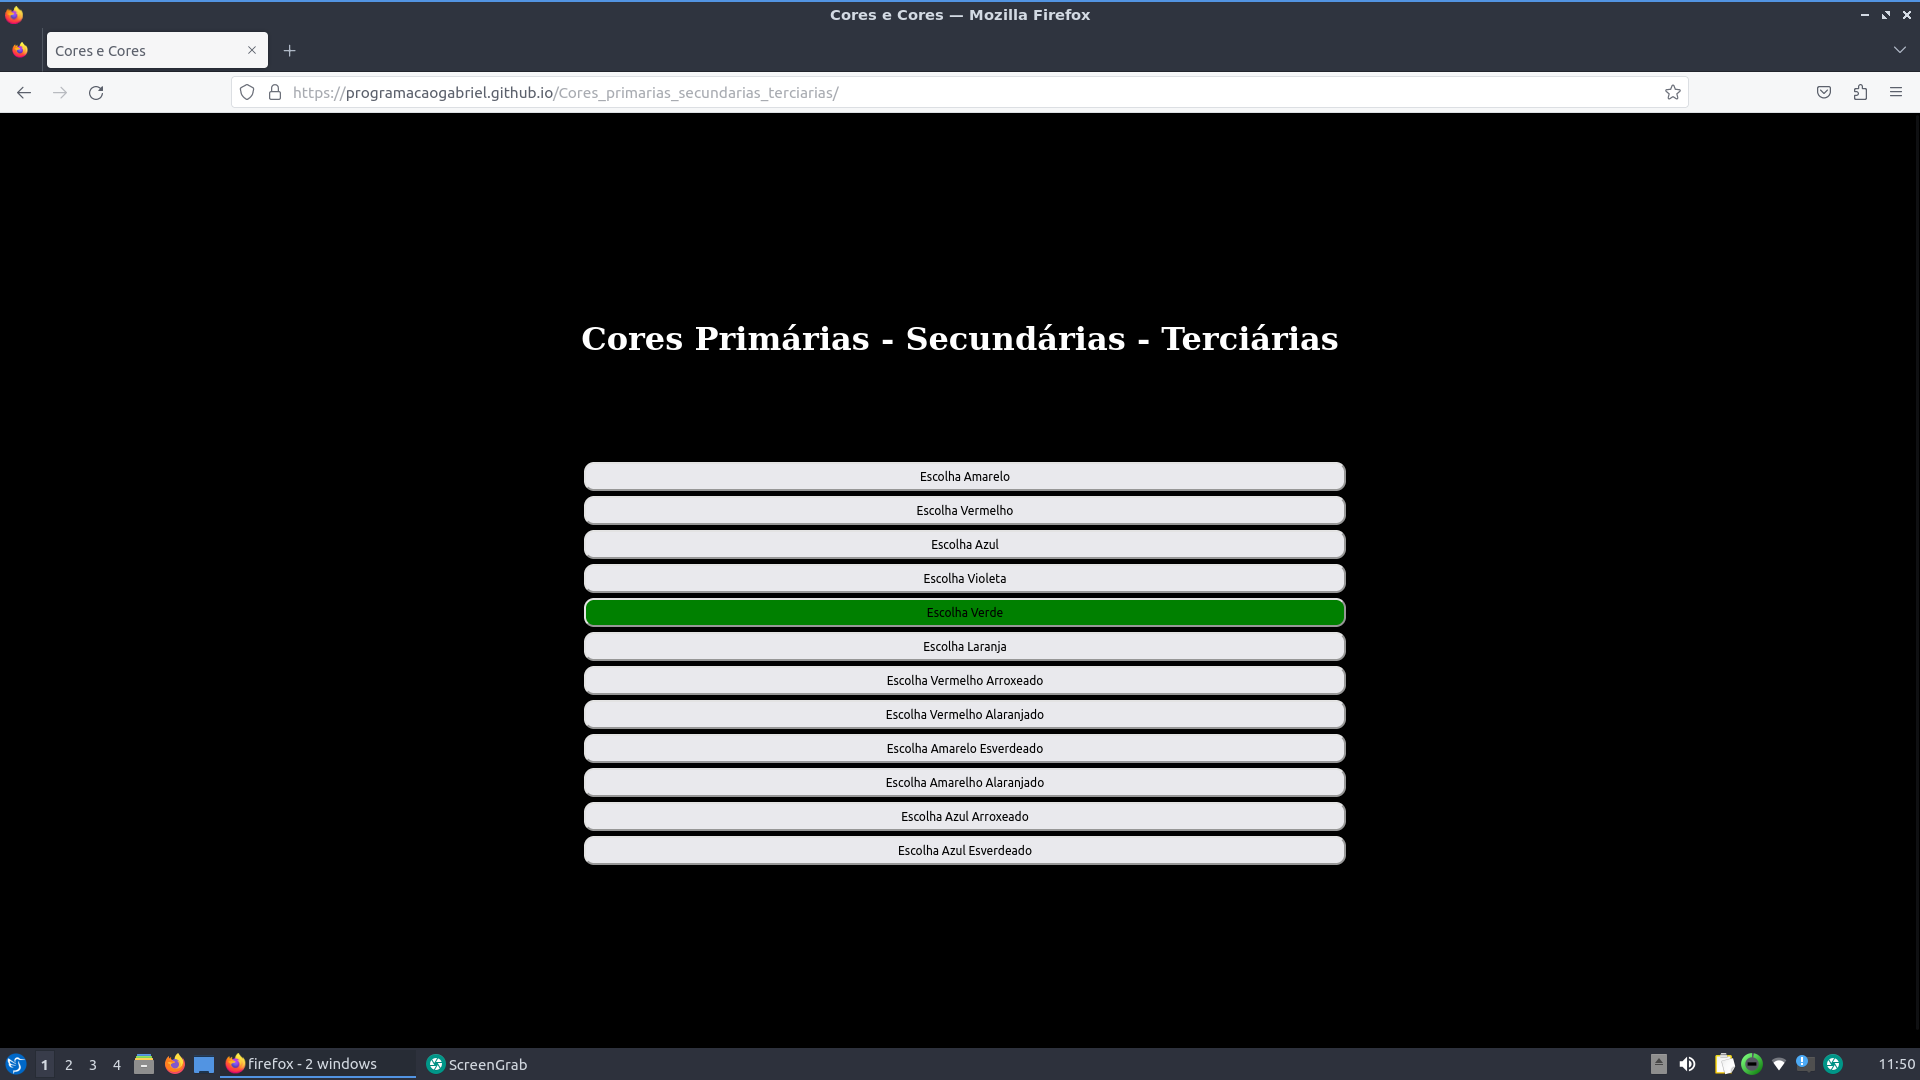 Cores e Cores — Mozilla Firefox
Cores e Cores
https://programacaogabriel.github.io/Cores_primarias_secundarias_terciarias/
Cores Primárias - Secundárias - Terciárias
Escolha Amarelo
Escolha Vermelho
Escolha Azul
Escolha Violeta
Escolha Verde
Escolha Laranja
Escolha Vermelho Arroxeado
Escolha Vermelho Alaranjado
Escolha Amarelo Esverdeado
Escolha Amarelho Alaranjado
Escolha Azul Arroxeado
Escolha Azul Esverdeado
1 2 3 4 firefox - 2 windows ScreenGrab 11:50